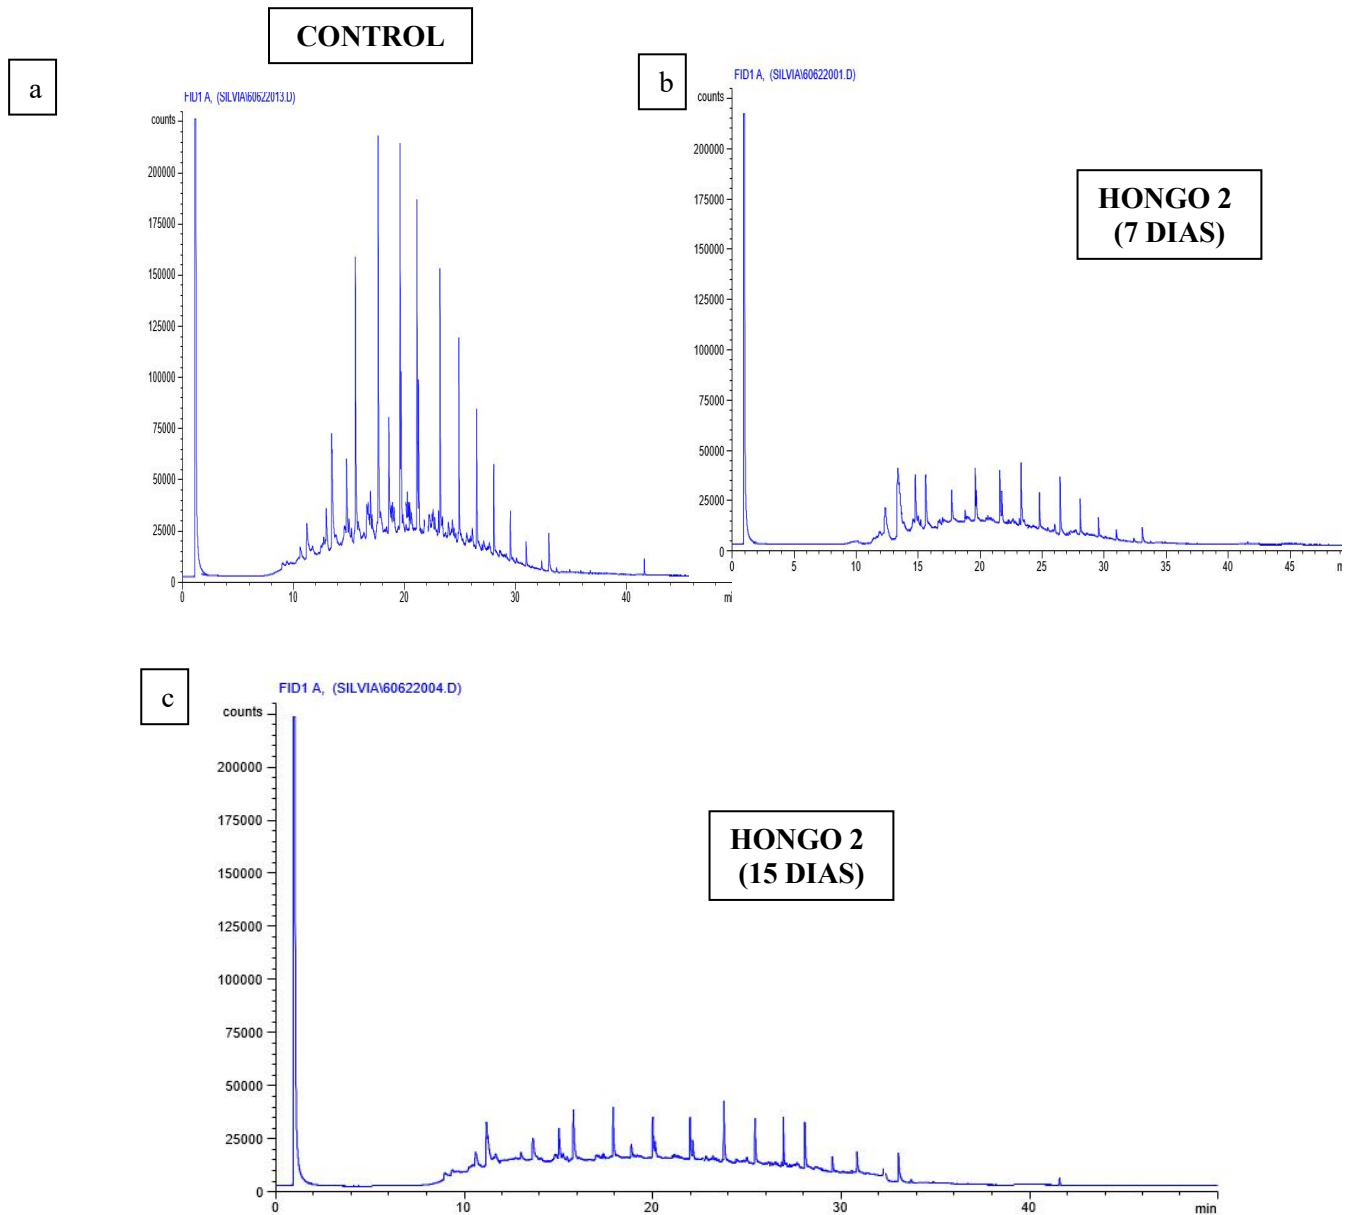 CONTROL
a
FID1 A, (SILVIA\60622013.D)
counts
200000
175000
150000
125000
100000
75000
50000
25000
0
0 10 20 30 40 mi
b
FID1 A, (SILVIA\60622001.D)
counts
200000
175000
150000
125000
100000
75000
50000
25000
0
0 5 10 15 20 25 30 35 40 45 m
HONGO 2
(7 DIAS)
c
FID1 A, (SILVIA\60622004.D)
counts
200000
175000
150000
125000
100000
75000
50000
25000
0
0 10 20 30 40 min
HONGO 2
(15 DIAS)